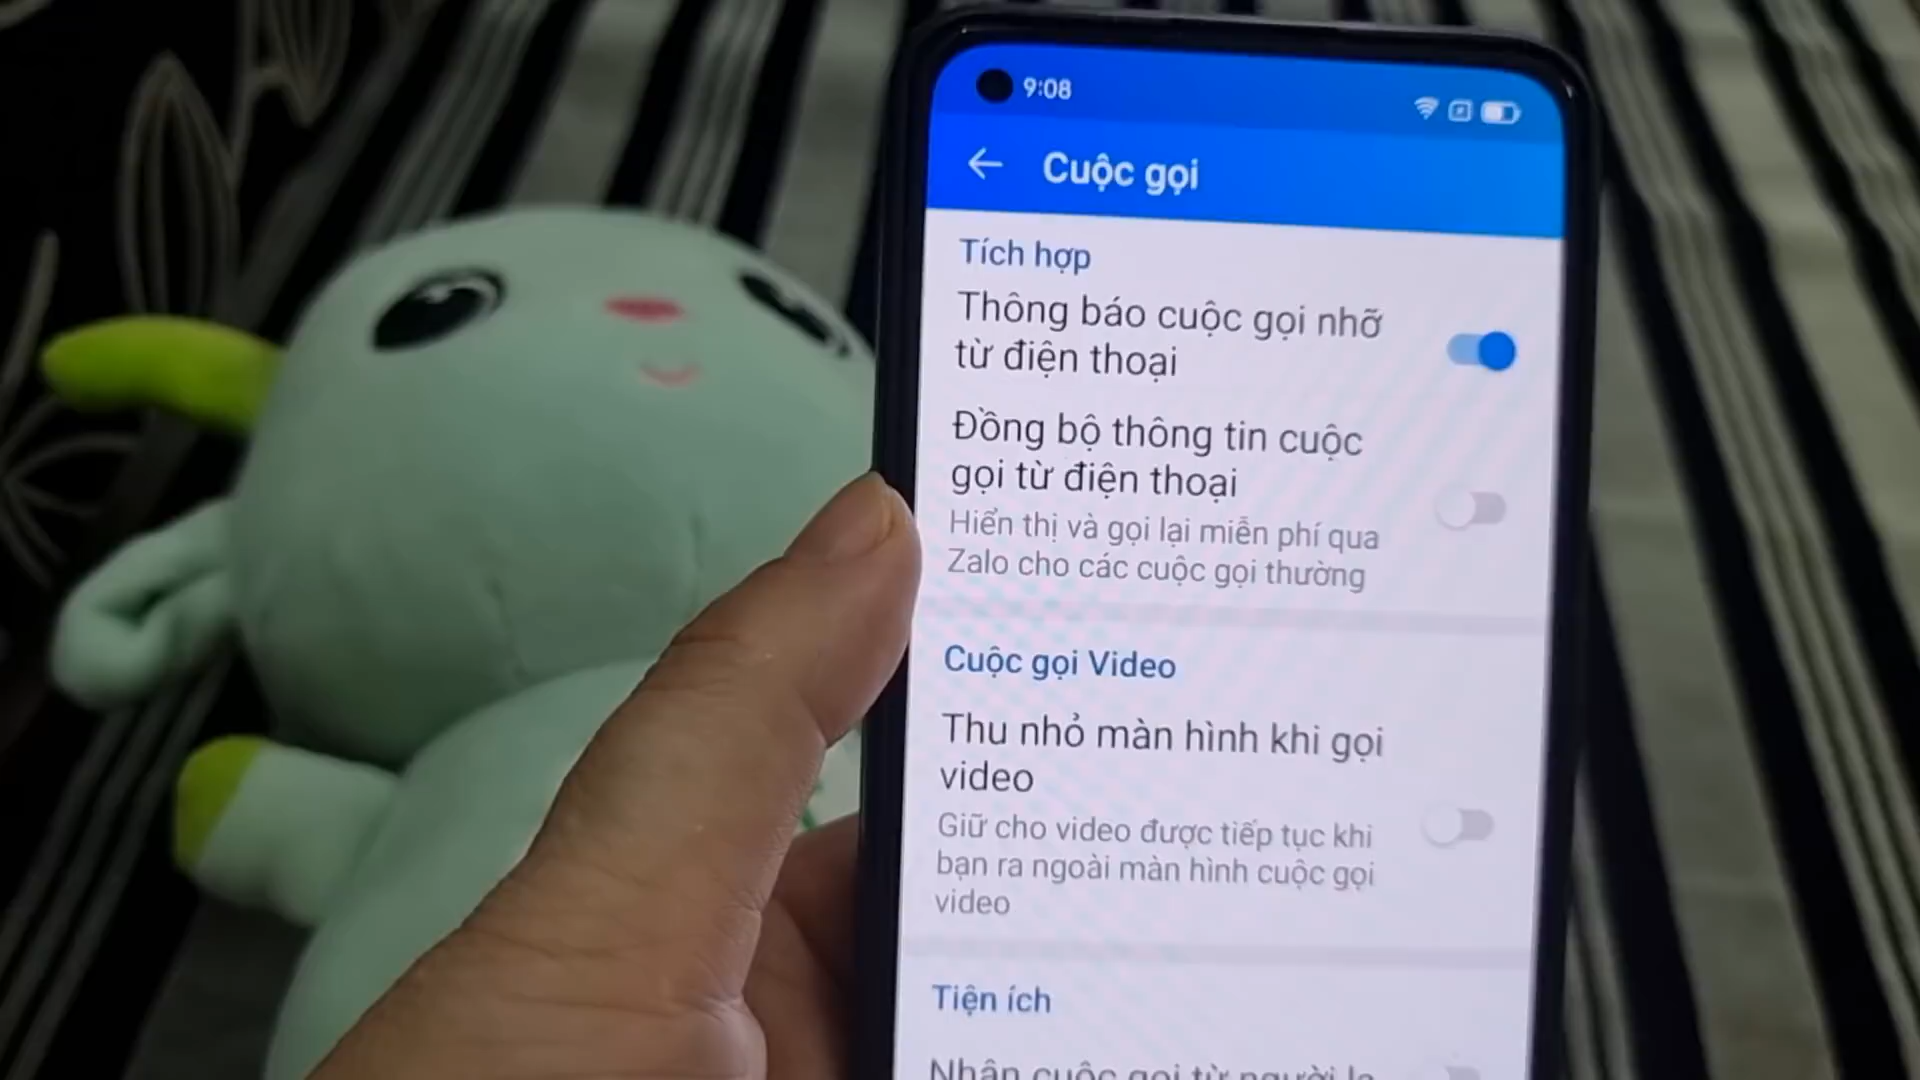 9:08
Cuộc gọi
Tích hợp
Thông báo cuộc gọi nhỡ
từ điện thoại
Đồng bộ thông tin cuộc
gọi từ điện thoại
Hiển thị và gọi lại miễn phí qua
Zalo cho các cuộc gọi thường
Cuộc gọi Video
Thu nhỏ màn hình khi gọi
video
Giữ cho video được tiếp tục khi
bạn ra ngoài màn hình cuộc gọi
video
Tiện ích
Nhận cuộc gọi từ người lạ